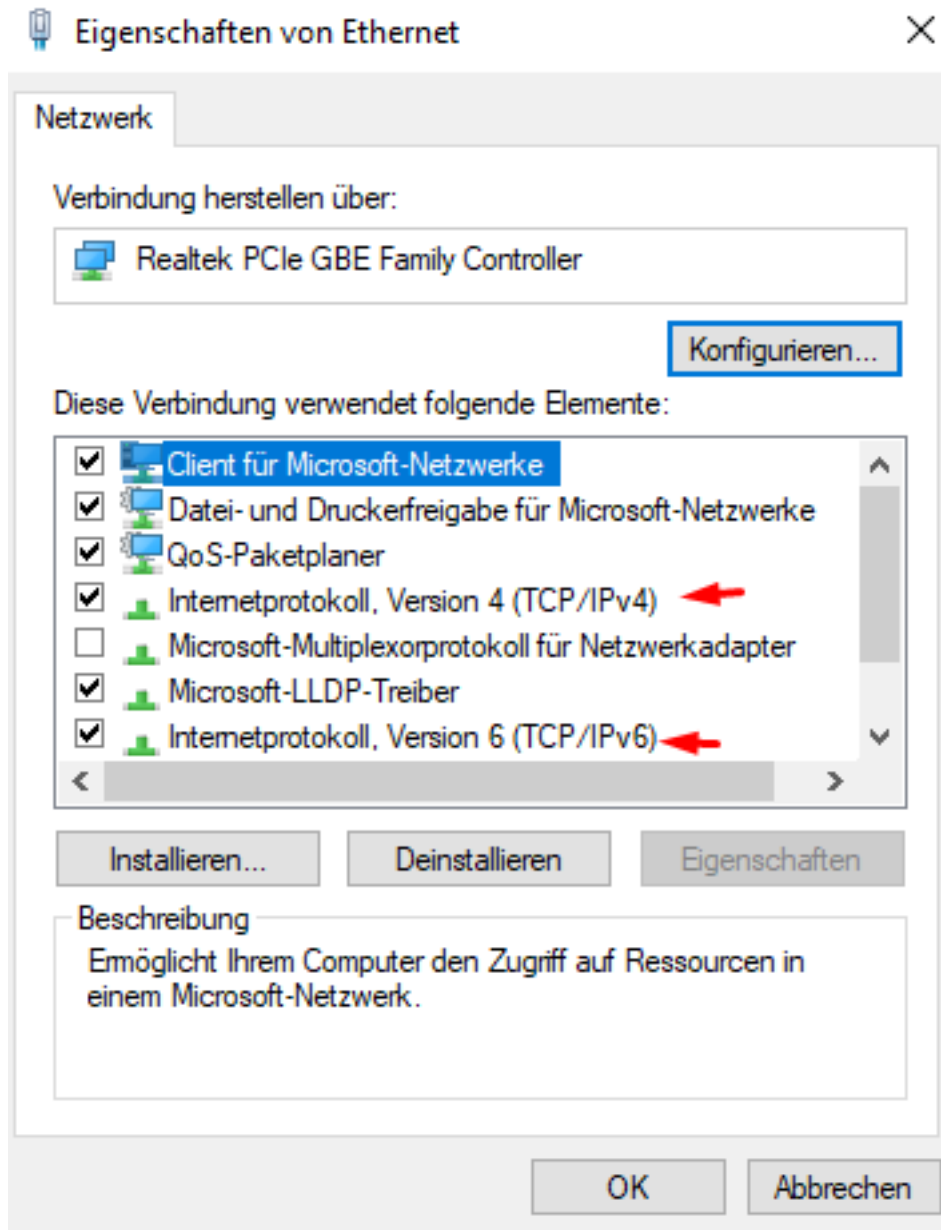 Eigenschaften von Ethernet
Netzwerk
Verbindung herstellen über:
Realtek PCIe GBE Family Controller
Konfigurieren...
Diese Verbindung verwendet folgende Elemente:
Client für Microsoft-Netzwerke
Datei- und Druckerfreigabe für Microsoft-Netzwerke
QoS-Paketplaner
Internetprotokoll, Version 4 (TCP/IPv4)
Microsoft-Multiplexorprotokoll für Netzwerkadapter
Microsoft-LLDP-Treiber
Internetprotokoll, Version 6 (TCP/IPv6)
Installieren...
Deinstallieren
Eigenschaften
Beschreibung
Ermöglicht Ihrem Computer den Zugriff auf Ressourcen in
einem Microsoft-Netzwerk.
OK
Abbrechen